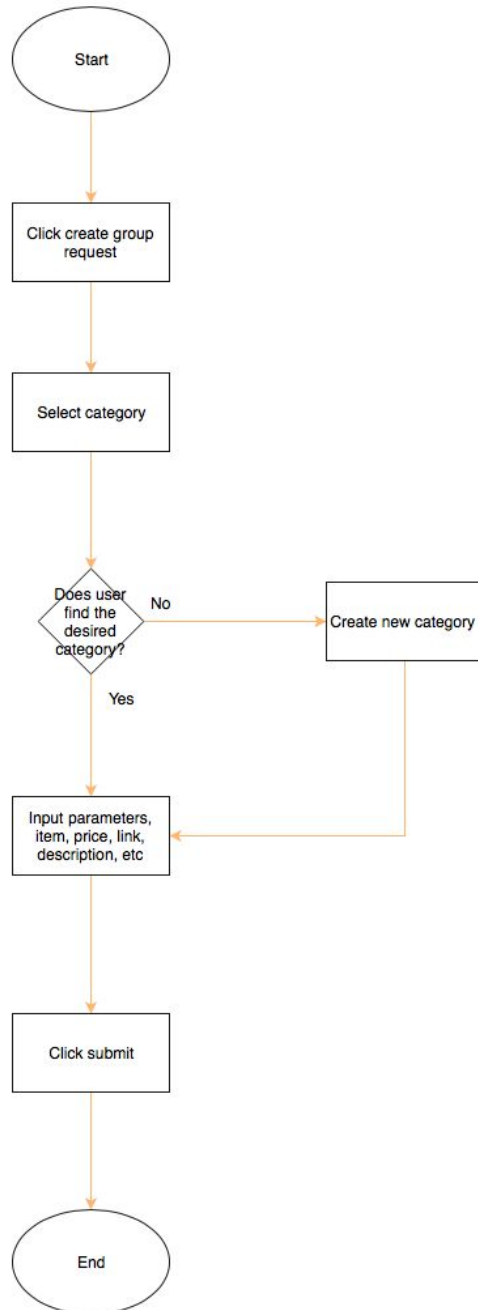 Start
Click create group
request
Select category
Does user
find the
desired
category?
No
Create new category
Yes
Input parameters,
item, price, link,
description, etc
Click submit
End